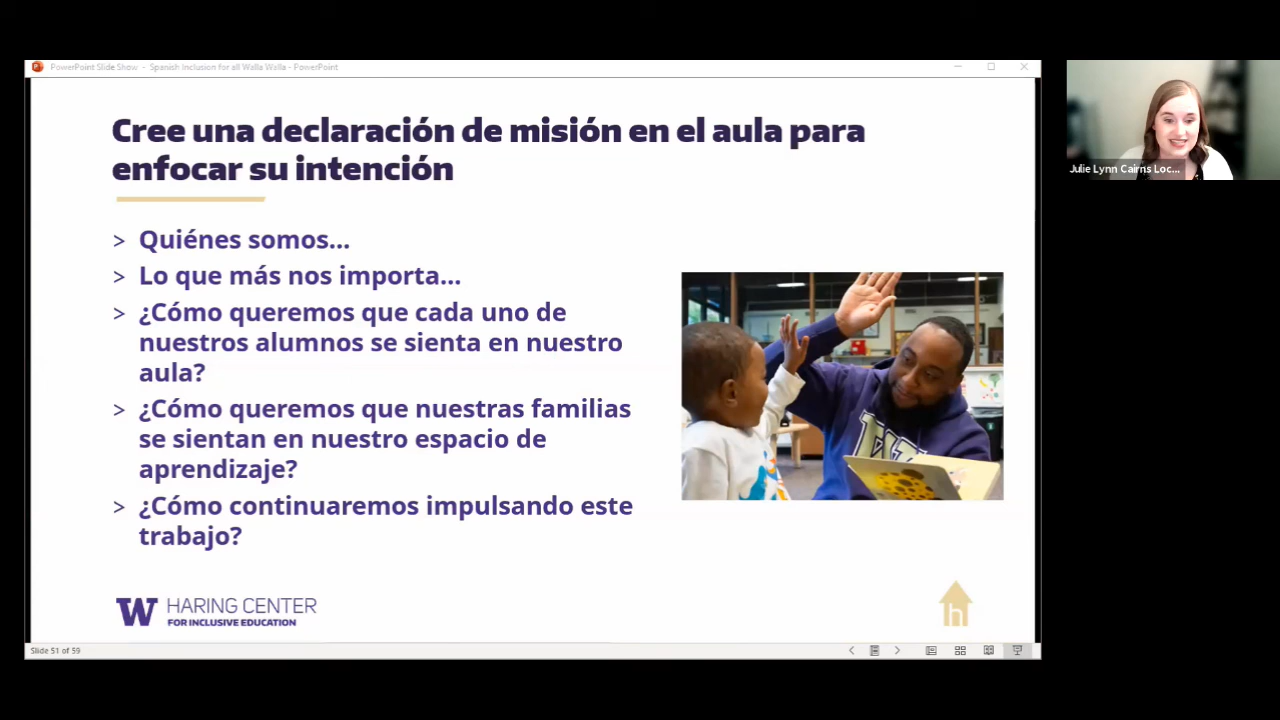 PowerPoint Slide Show - Spanish Inclusion for all Walla Walla - PowerPoint
Cree una declaración de misión en el aula para
enfocar su intención
> Quiénes somos...
> Lo que más nos importa...
> ¿Cómo queremos que cada uno de
nuestros alumnos se sienta en nuestro
aula?
> ¿Cómo queremos que nuestras familias
se sientan en nuestro espacio de
aprendizaje?
> ¿Cómo continuaremos impulsando este
trabajo?
W HARING CENTER
FOR INCLUSIVE EDUCATION
h
Slide 51 of 59
Julie Lynn Cairns Loc...
W